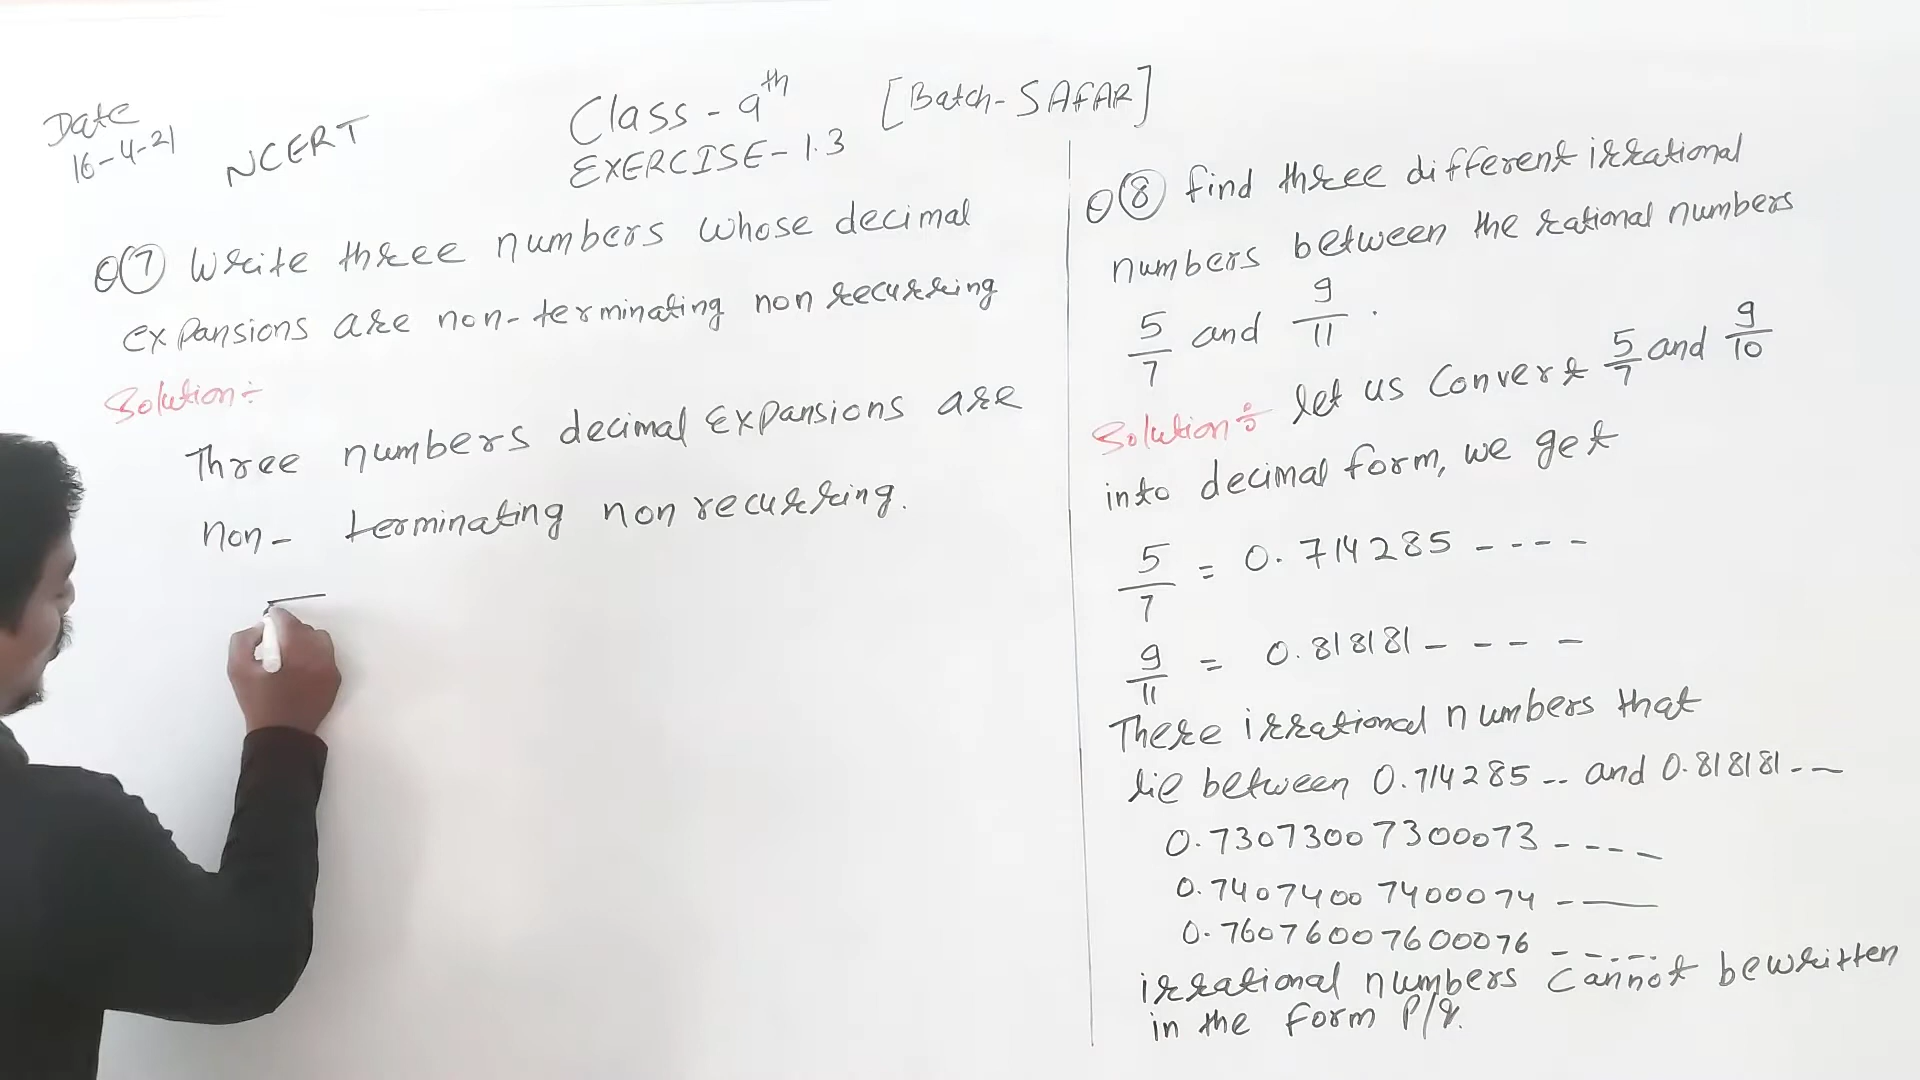 Date
16-4-21
NCERT
Class - 9th
[Batch- SAFAR]
EXERCISE - 1.3
Q(7) Write three numbers whose decimal
expansions are non-terminating non recurring
Solution÷
Three numbers decimal Expansions are
non- terminating non recurring.
Q(8) find three different irrational
numbers between the rational numbers
5/7 and 9/11.
Solution÷ let us Convert 5/7 and 9/10
into decimal form, we get
5/7 = 0.714285 ----
9/11 = 0.818181 - - - -
There irrational numbers that
lie between 0.714285 -- and 0.818181 --
0.73073007300073 ----
0.74074007400074 ----
0.76076007600076 -----
irrational numbers cannot be written
in the form P/q.